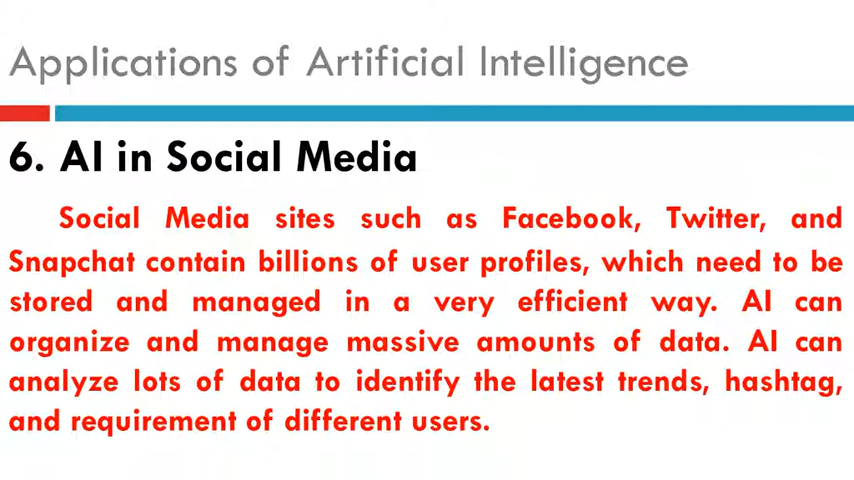 Applications of Artificial Intelligence
6. AI in Social Media
Social Media sites such as Facebook, Twitter, and
Snapchat contain billions of user profiles, which need to be
stored and managed in a very efficient way. AI can
organize and manage massive amounts of data. AI can
analyze lots of data to identify the latest trends, hashtag,
and requirement of different users.